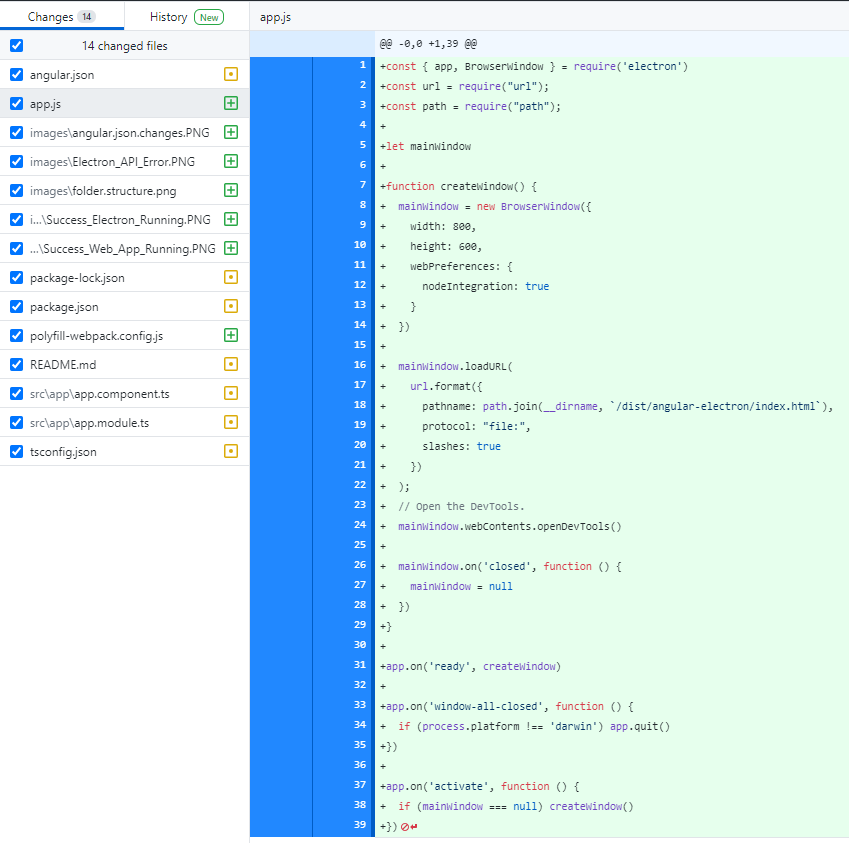 Changes 14 History New
14 changed files
angular.json
app.js
images\angular.json.changes.PNG
images\Electron_API_Error.PNG
images\folder.structure.png
i...\Success_Electron_Running.PNG
...\Success_Web_App_Running.PNG
package-lock.json
package.json
polyfill-webpack.config.js
README.md
src\app\app.component.ts
src\app\app.module.ts
tsconfig.json
app.js
@@ -0,0 +1,39 @@
1 +const { app, BrowserWindow } = require('electron')
2 +const url = require("url");
3 +const path = require("path");
4 +
5 +let mainWindow
6 +
7 +function createWindow() {
8 +  mainWindow = new BrowserWindow({
9 +    width: 800,
10 +    height: 600,
11 +    webPreferences: {
12 +      nodeIntegration: true
13 +    }
14 +  })
15 +
16 +  mainWindow.loadURL(
17 +    url.format({
18 +      pathname: path.join(__dirname, `/dist/angular-electron/index.html`),
19 +      protocol: "file:",
20 +      slashes: true
21 +    })
22 +  );
23 +  // Open the DevTools.
24 +  mainWindow.webContents.openDevTools()
25 +
26 +  mainWindow.on('closed', function () {
27 +    mainWindow = null
28 +  })
29 +}
30 +
31 +app.on('ready', createWindow)
32 +
33 +app.on('window-all-closed', function () {
34 +  if (process.platform !== 'darwin') app.quit()
35 +})
36 +
37 +app.on('activate', function () {
38 +  if (mainWindow === null) createWindow()
39 +})